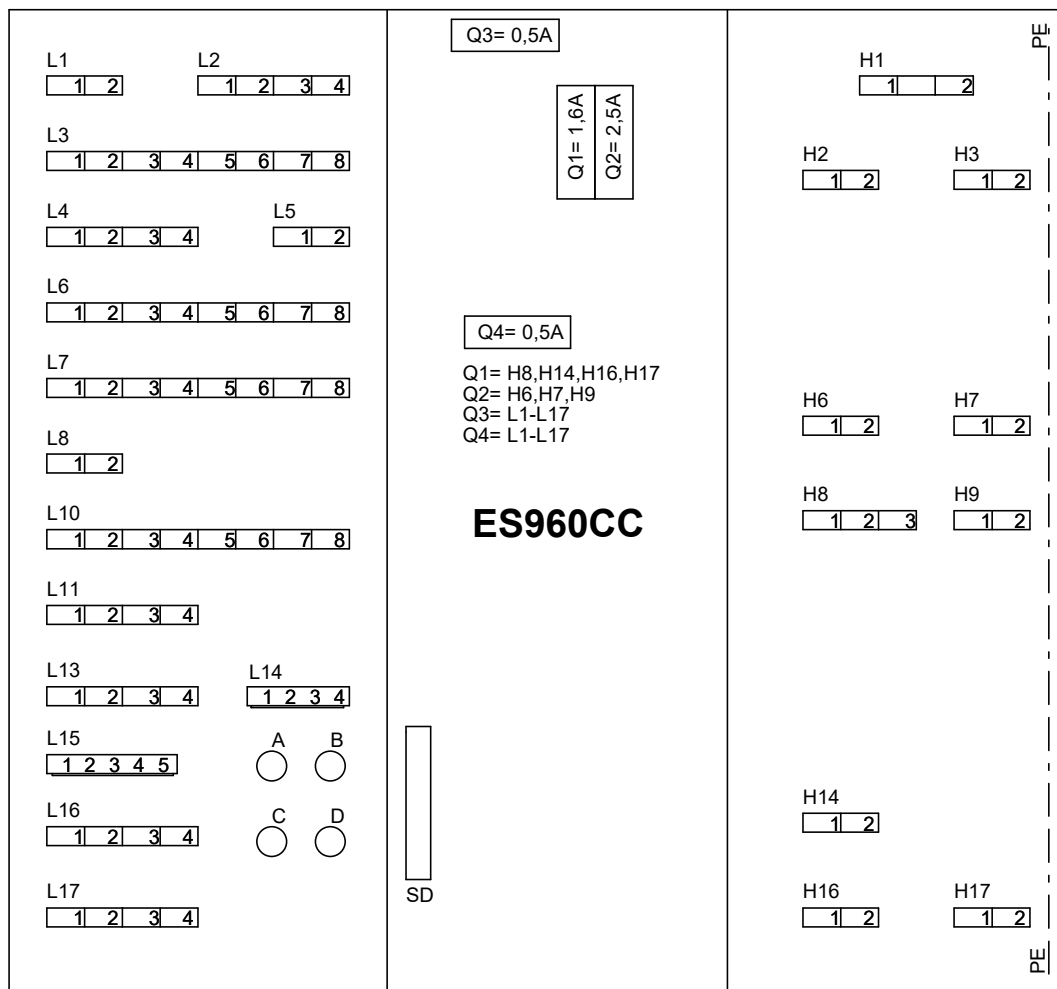 Q3= 0,5A
PE
L1
L2
H1
1 2
1 2 3 4
1 2
Q1= 1,6A
Q2= 2,5A
L3
1 2 3 4 5 6 7 8
H2
H3
1 2
1 2
L4
L5
1 2 3 4
1 2
L6
1 2 3 4 5 6 7 8
Q4= 0,5A
L7
1 2 3 4 5 6 7 8
Q1= H8,H14,H16,H17
Q2= H6,H7,H9
Q3= L1-L17
Q4= L1-L17
H6
H7
1 2
1 2
L8
1 2
H8
H9
1 2 3
1 2
L10
1 2 3 4 5 6 7 8
ES960CC
L11
1 2 3 4
L13
L14
1 2 3 4
1 2 3 4
L15
A
B
1 2 3 4 5
L16
C
D
1 2 3 4
H14
1 2
L17
1 2 3 4
SD
H16
H17
1 2
1 2
PE